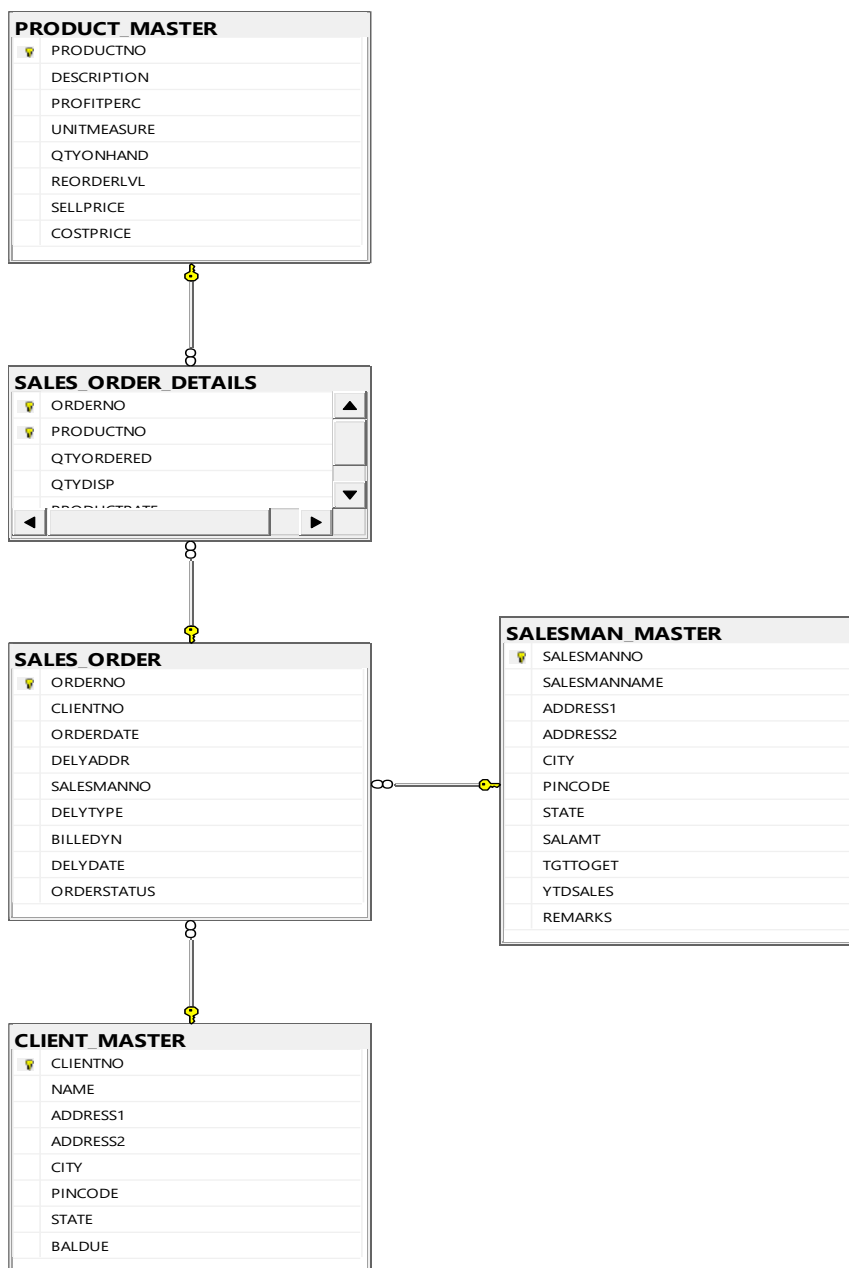 PRODUCT_MASTER
PRODUCTNO
DESCRIPTION
PROFITPERC
UNITMEASURE
QTYONHAND
REORDERLVL
SELLPRICE
COSTPRICE
SALES_ORDER_DETAILS
ORDERNO
PRODUCTNO
QTYORDERED
QTYDISP
PRODUCTRATE
SALES_ORDER
ORDERNO
CLIENTNO
ORDERDATE
DELYADDR
SALESMANNO
DELYTYPE
BILLEDYN
DELYDATE
ORDERSTATUS
SALESMAN_MASTER
SALESMANNO
SALESMANNAME
ADDRESS1
ADDRESS2
CITY
PINCODE
STATE
SALAMT
TGTTOGET
YTDSALES
REMARKS
CLIENT_MASTER
CLIENTNO
NAME
ADDRESS1
ADDRESS2
CITY
PINCODE
STATE
BALDUE